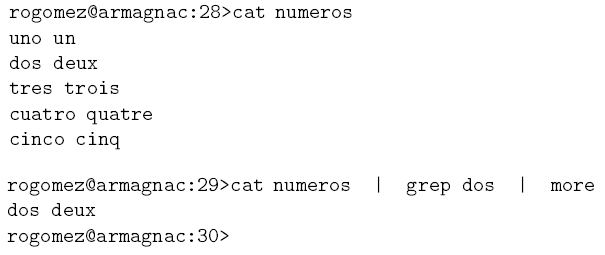 rogomez@armagnac:28>cat numeros
uno un
dos deux
tres trois
cuatro quatre
cinco cinq
rogomez@armagnac:29>cat numeros | grep dos | more
dos deux
rogomez@armagnac:30>